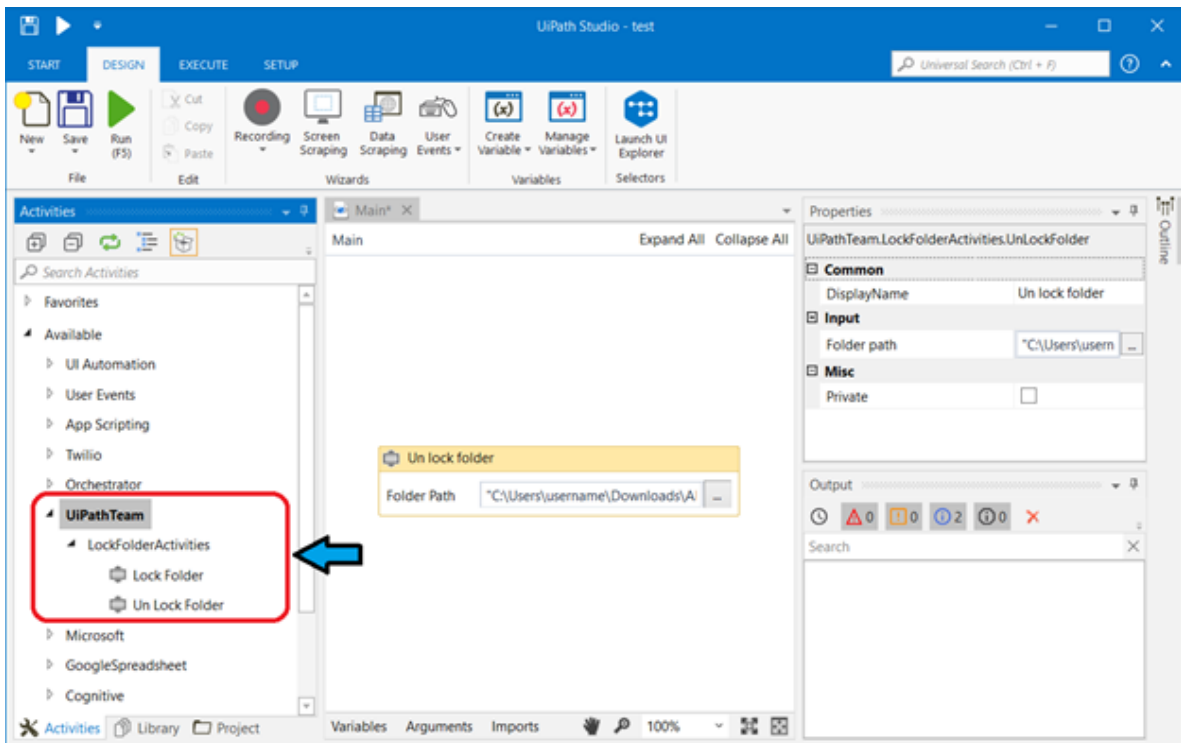 UiPath Studio - test
START DESIGN EXECUTE SETUP
Universal Search (Ctrl + F)
New
Save
Run
(F5)
File
Cut
Copy
Paste
Edit
Recording
Screen
Scraping
Data
Scraping
User
Events
Wizards
Create
Variable
Manage
Variables
Variables
Launch UI
Explorer
Selectors
Activities
Search Activities
Favorites
Available
UI Automation
User Events
App Scripting
Twilio
Orchestrator
UiPathTeam
LockFolderActivities
Lock Folder
Un Lock Folder
Microsoft
GoogleSpreadsheet
Cognitive
Activities Library Project
Main*
Main Expand All Collapse All
Un lock folder
Folder Path "C:\Users\username\Downloads\A
Variables Arguments Imports 100%
Properties
UiPathTeam.LockFolderActivities.UnLockFolder
Common
DisplayName Un lock folder
Input
Folder path "C:\Users\usern ...
Misc
Private
Output
0 0 2 0
Search
Outline